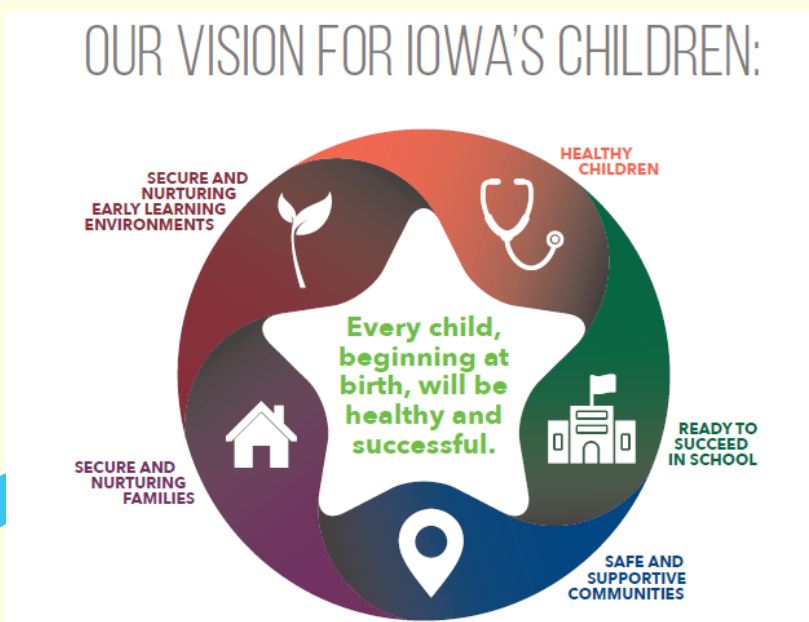 OUR VISION FOR IOWA'S CHILDREN:
HEALTHY
CHILDREN
SECURE AND
NURTURING
EARLY LEARNING
ENVIRONMENTS
Every child,
beginning at
birth, will be
healthy and
successful.
READY TO
SUCCEED
IN SCHOOL
SECURE AND
NURTURING
FAMILIES
SAFE AND
SUPPORTIVE
COMMUNITIES